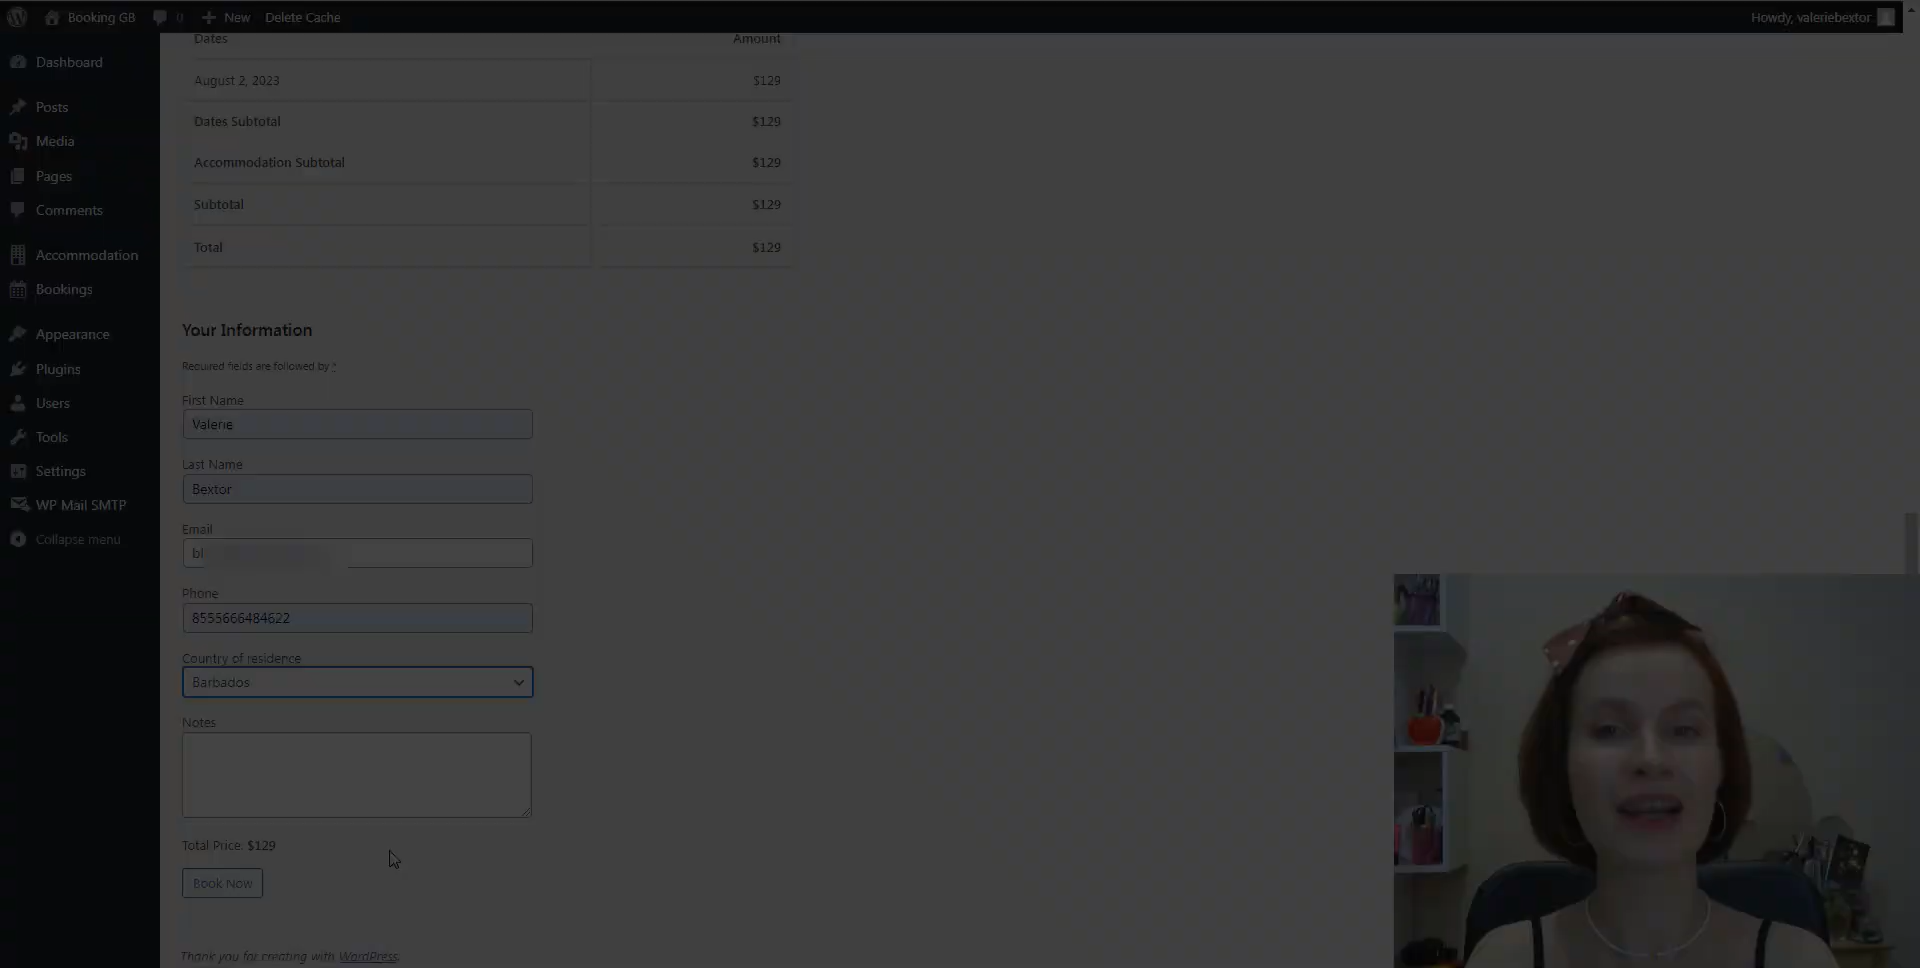 Booking GB 0 New Delete Cache Howdy, valeriebextor
Dashboard
Posts
Media
Pages
Comments
Accommodation
Bookings
Appearance
Plugins
Users
Tools
Settings
WP Mail SMTP
Collapse menu
Dates Amount
August 2, 2023 $129
Dates Subtotal $129
Accommodation Subtotal $129
Subtotal $129
Total $129
Your Information
Required fields are followed by *
First Name
Valerie
Last Name
Bextor
Email
bl
Phone
8555666484622
Country of residence
Barbados
Notes
Total Price: $129
Book Now
Thank you for creating with WordPress.